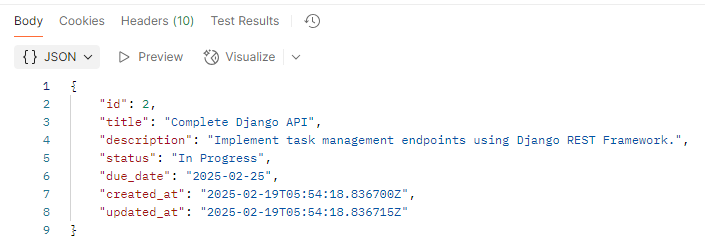 Body Cookies Headers (10) Test Results
{} JSON Preview Visualize
1 {
2 "id": 2,
3 "title": "Complete Django API",
4 "description": "Implement task management endpoints using Django REST Framework.",
5 "status": "In Progress",
6 "due_date": "2025-02-25",
7 "created_at": "2025-02-19T05:54:18.836700Z",
8 "updated_at": "2025-02-19T05:54:18.836715Z"
9 }